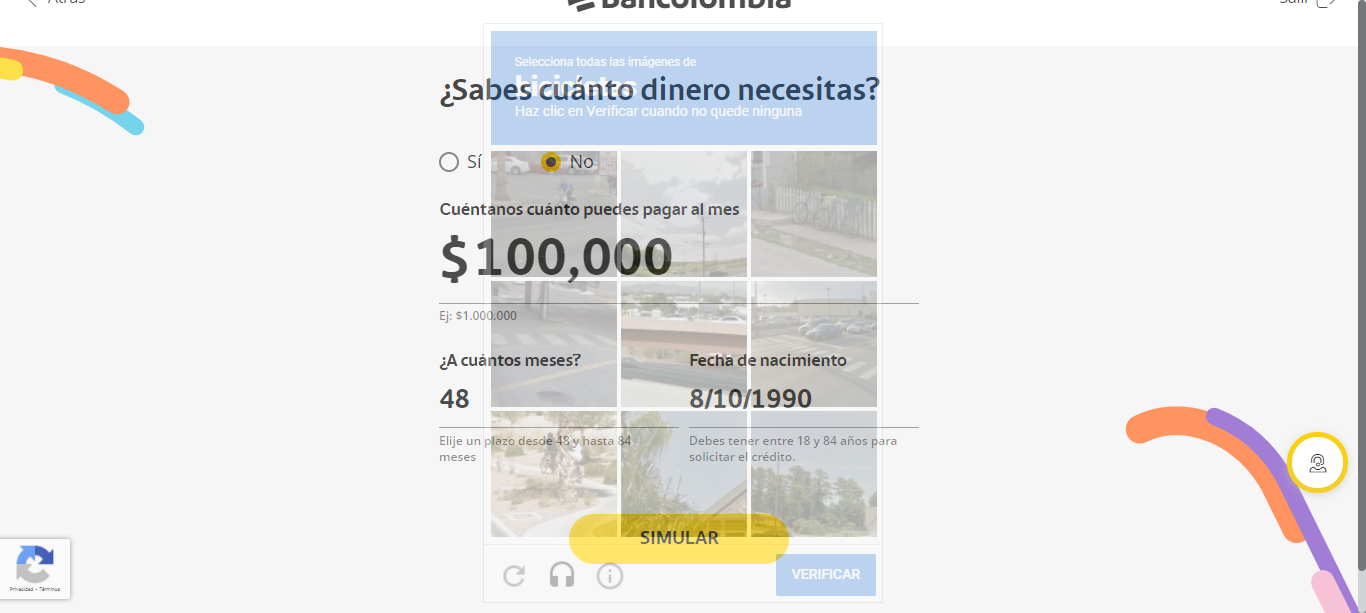 Atrás
Bancolombia
Salir
Selecciona todas las imágenes de
bicicletas
¿Sabes cuánto dinero necesitas?
Haz clic en Verificar cuando no quede ninguna
Sí
No
Cuéntanos cuánto puedes pagar al mes
$100,000
Ej: $1.000.000
¿A cuántos meses?
Fecha de nacimiento
48
8/10/1990
Elije un plazo desde 48 y hasta 84
meses
Debes tener entre 18 y 84 años para
solicitar el crédito.
SIMULAR
VERIFICAR
Privacidad - Términos